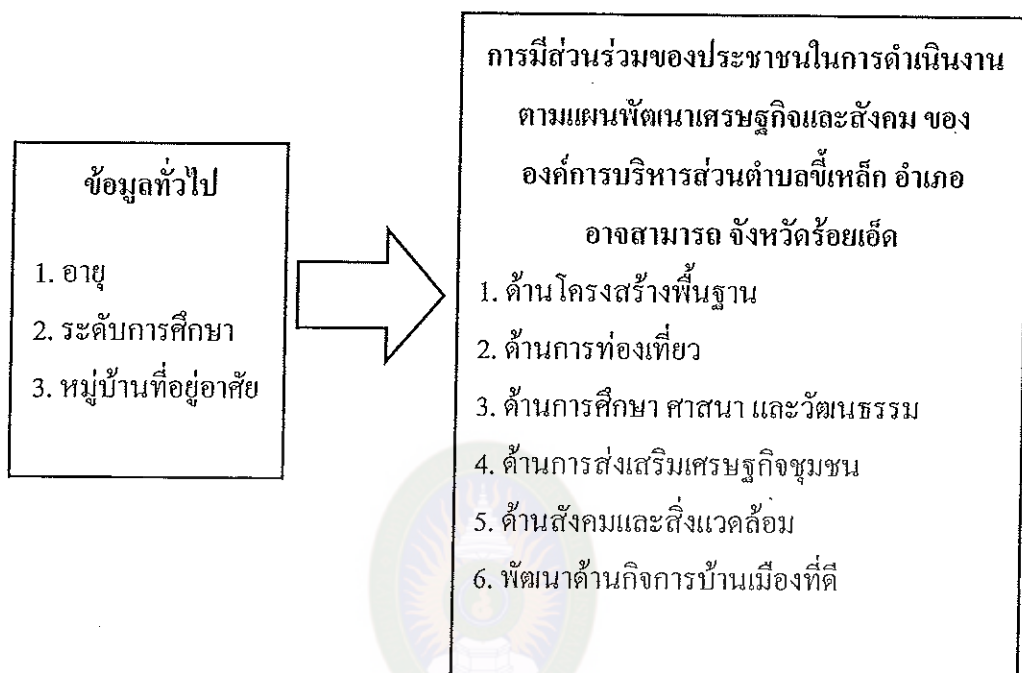 ข้อมูลทั่วไป
1. อายุ
2. ระดับการศึกษา
3. หมู่บ้านที่อยู่อาศัย
การมีส่วนร่วมของประชาชนในการดำเนินงาน
ตามแผนพัฒนาเศรษฐกิจและสังคม ของ
องค์การบริหารส่วนตำบลขี้เหล็ก อำเภอ
อาจสามารถ จังหวัดร้อยเอ็ด
1. ด้านโครงสร้างพื้นฐาน
2. ด้านการท่องเที่ยว
3. ด้านการศึกษา ศาสนา และวัฒนธรรม
4. ด้านการส่งเสริมเศรษฐกิจชุมชน
5. ด้านสังคมและสิ่งแวดล้อม
6. พัฒนาด้านกิจการบ้านเมืองที่ดี